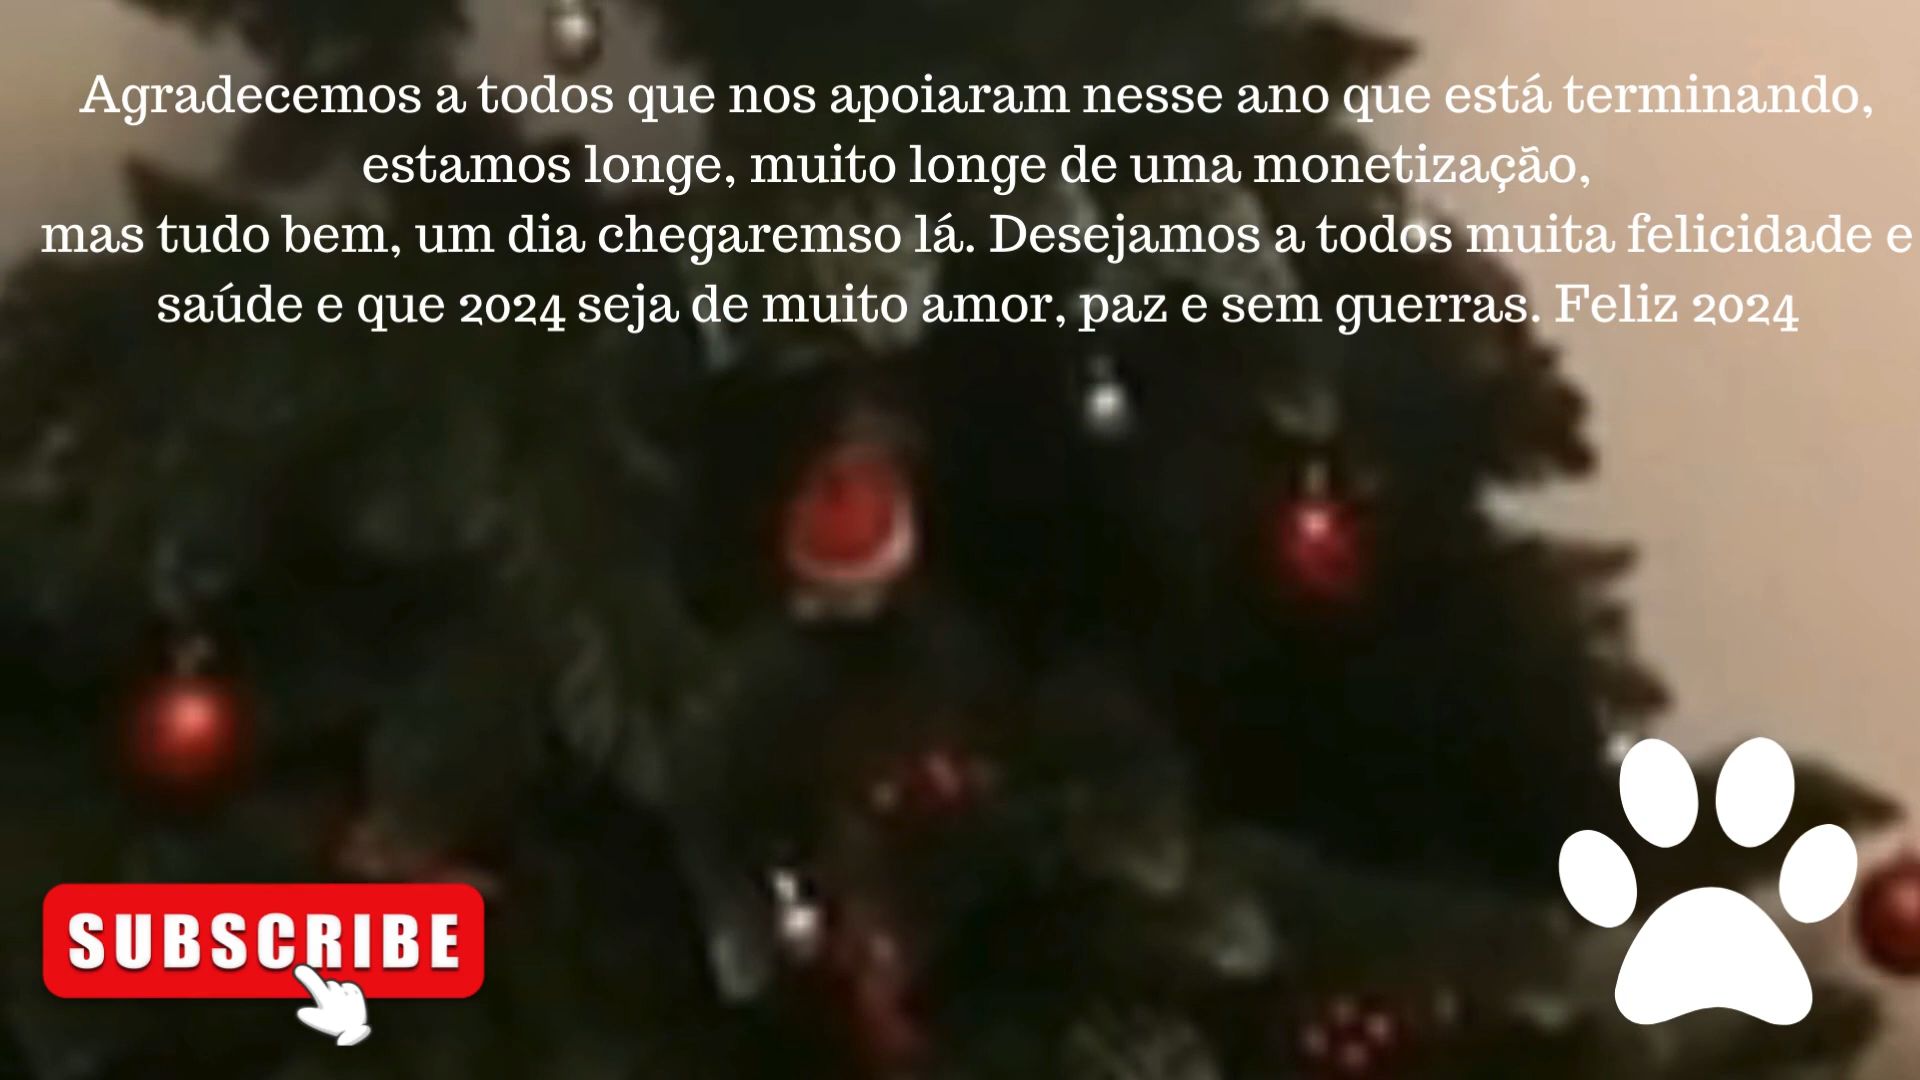 Agradecemos a todos que nos apoiaram nesse ano que está terminando,
estamos longe, muito longe de uma monetização,
mas tudo bem, um dia chegaremso lá. Desejamos a todos muita felicidade e
saúde e que 2024 seja de muito amor, paz e sem guerras. Feliz 2024
SUBSCRIBE